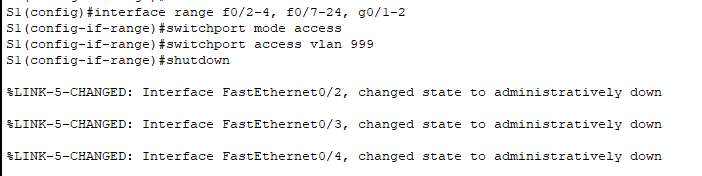 S1(config)#interface range f0/2-4, f0/7-24, g0/1-2
S1(config-if-range)#switchport mode access
S1(config-if-range)#switchport access vlan 999
S1(config-if-range)#shutdown
%LINK-5-CHANGED: Interface FastEthernet0/2, changed state to administratively down
%LINK-5-CHANGED: Interface FastEthernet0/3, changed state to administratively down
%LINK-5-CHANGED: Interface FastEthernet0/4, changed state to administratively down